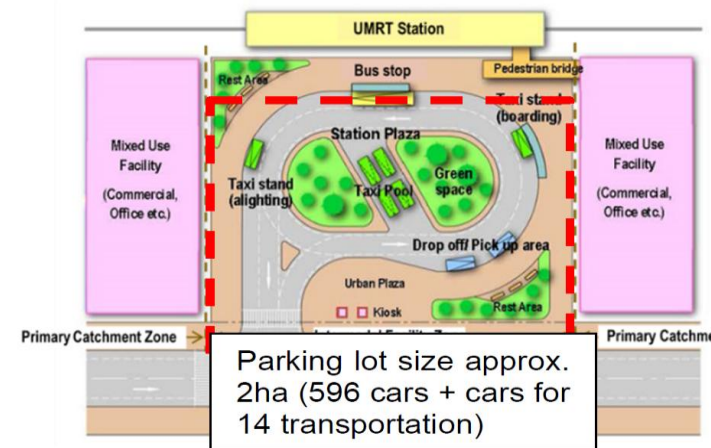 UMRT Station
Pedestrian bridge
Bus stop
Rest Area
Taxi stand
(boarding)
Station Plaza
Mixed Use
Facility
(Commercial,
Office etc.)
Mixed Use
Facility
(Commercial,
Office etc.)
Taxi stand
(alighting)
Taxi Pool
Green
space
Drop off/ Pick up area
Urban Plaza
Kiosk
Rest Area
Primary Catchment Zone
Primary Catchme
Parking lot size approx.
2ha (596 cars + cars for
14 transportation)